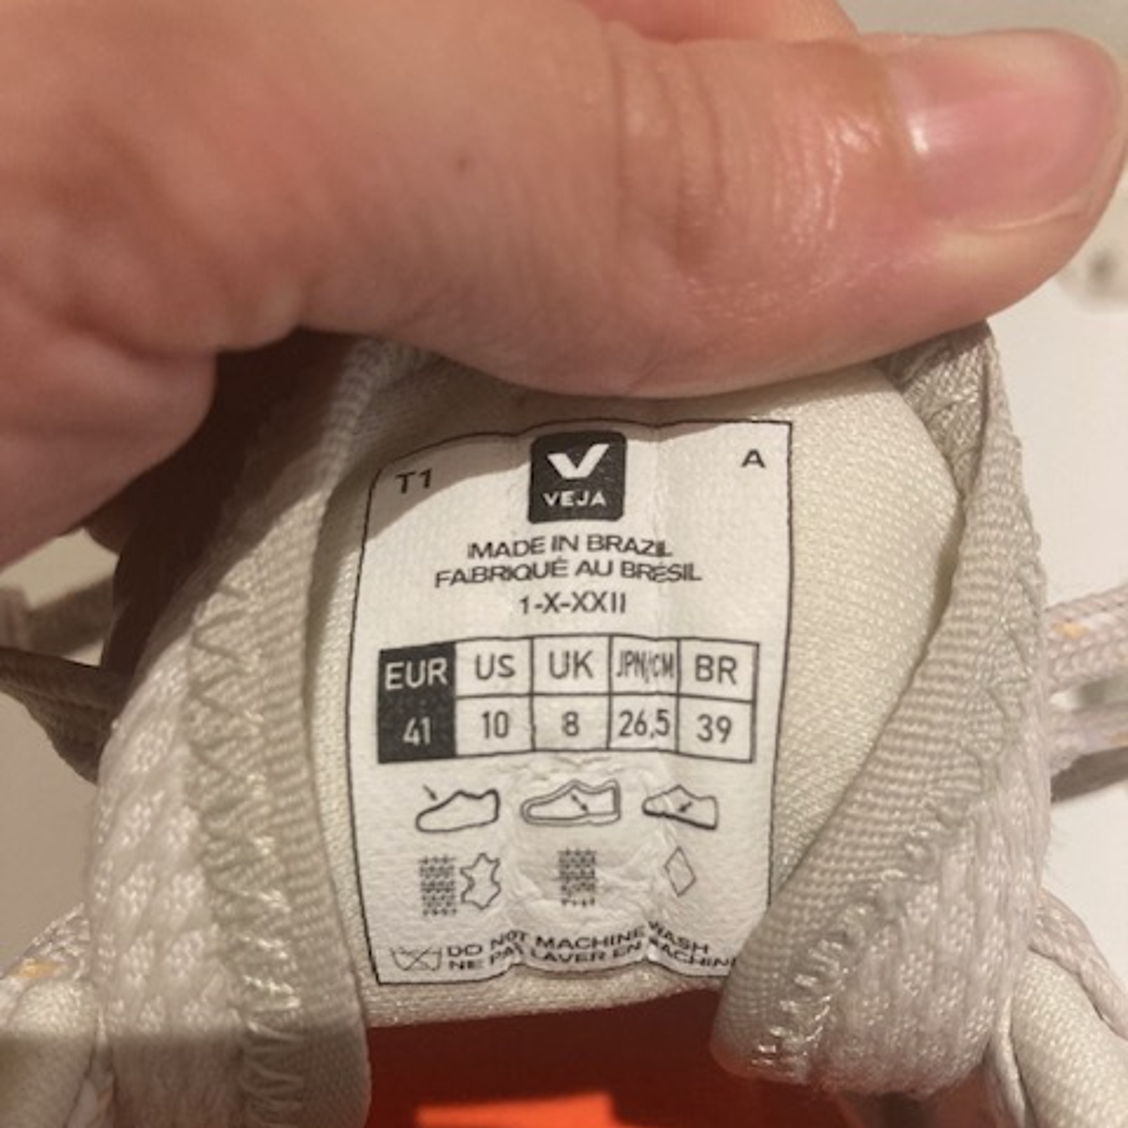 T1
A
VEJA
MADE IN BRAZIL
FABRIQUÉ AU BRÉSIL
1-X-XXII
EUR US UK JPN/CM BR
41 10 8 26,5 39
DO NOT MACHINE WASH
NE PAS LAVER EN MACHINE